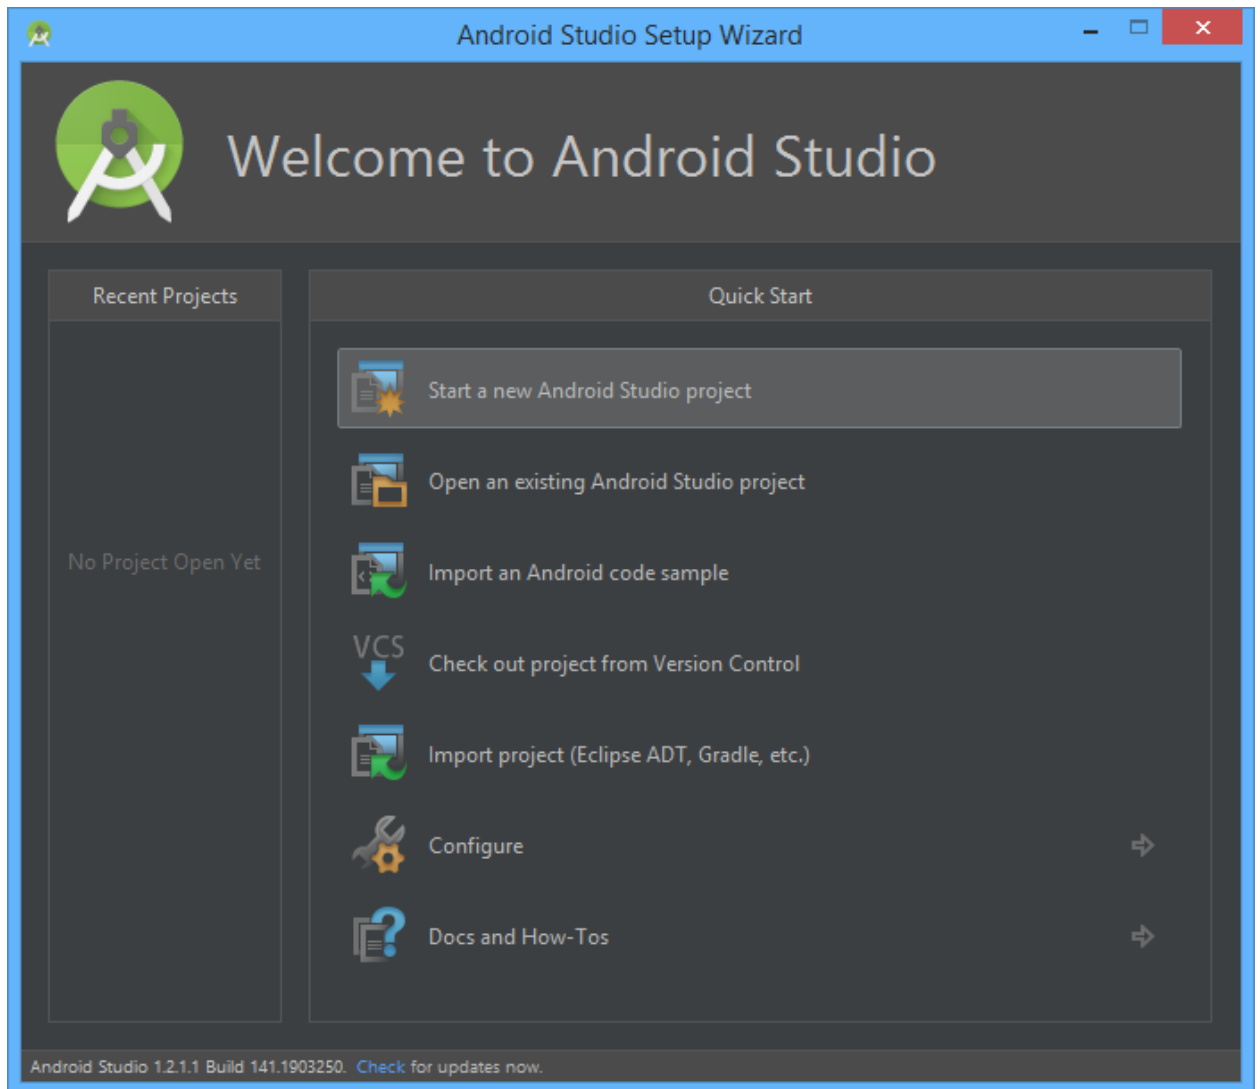 Android Studio Setup Wizard
Welcome to Android Studio
Recent Projects
No Project Open Yet
Quick Start
Start a new Android Studio project
Open an existing Android Studio project
Import an Android code sample
VCS
Check out project from Version Control
Import project (Eclipse ADT, Gradle, etc.)
Configure
Docs and How-Tos
Android Studio 1.2.1.1 Build 141.1903250. Check for updates now.